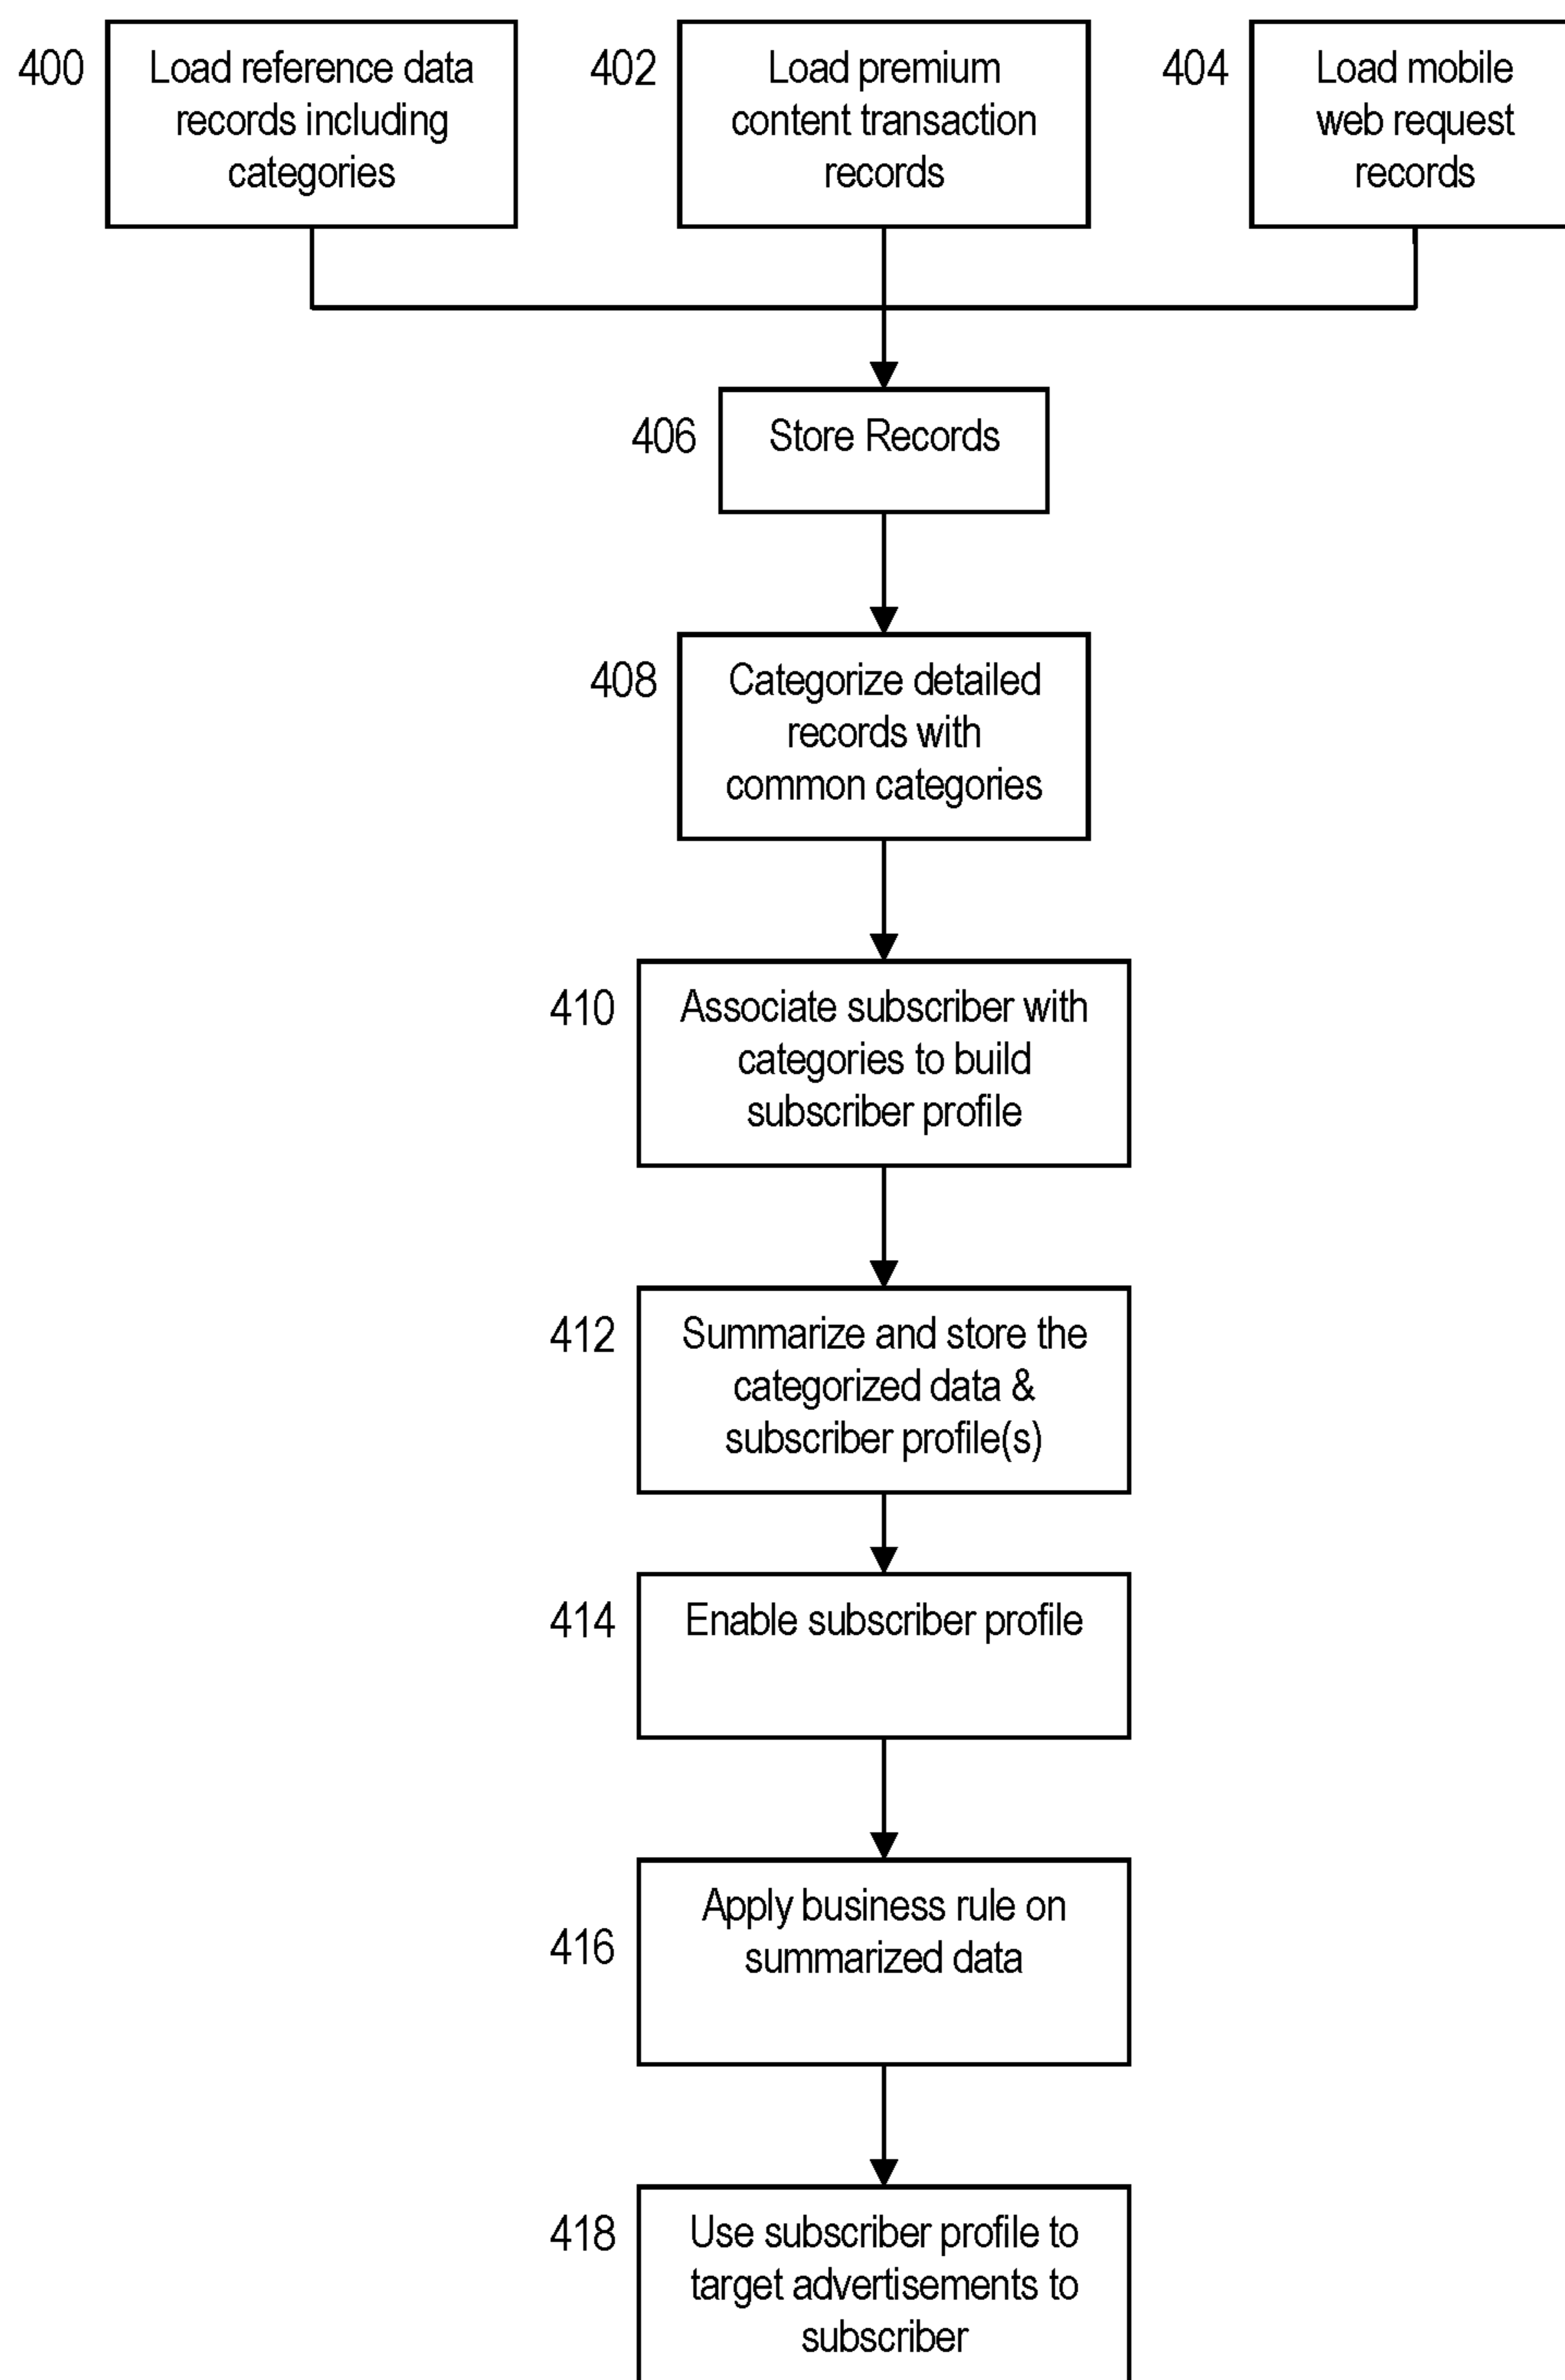 400
Load reference data
records including
categories
402
Load premium
content transaction
records
404
Load mobile
web request
records
406
Store Records
408
Categorize detailed
records with
common categories
410
Associate subscriber with
categories to build
subscriber profile
412
Summarize and store the
categorized data &
subscriber profile(s)
414
Enable subscriber profile
416
Apply business rule on
summarized data
418
Use subscriber profile to
target advertisements to
subscriber